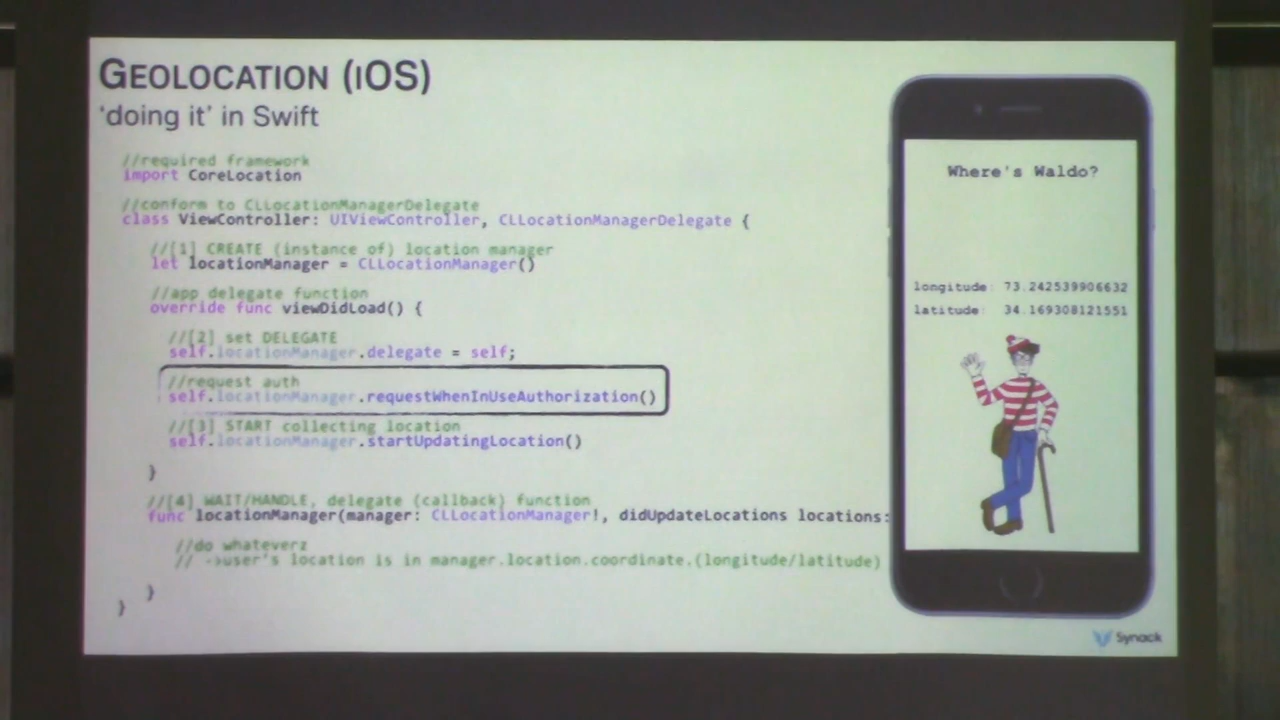 GEOLOCATION (iOS)
'doing it' in Swift
//required framework
import CoreLocation
//conform to CLLocationManagerDelegate
class ViewController: UIViewController, CLLocationManagerDelegate {
//[1] CREATE (instance of) location manager
let locationManager = CLLocationManager()
//app delegate function
override func viewDidLoad() {
//[2] set DELEGATE
self.locationManager.delegate = self;
//request auth
self.locationManager.requestWhenInUseAuthorization()
//[3] START collecting location
self.locationManager.startUpdatingLocation()
}
//[4] WAIT/HANDLE, delegate (callback) function
func locationManager(manager: CLLocationManager!, didUpdateLocations locations:
//do whateverz
// ->user's location is in manager.location.coordinate.(longitude/latitude)
}
}
Where's Waldo?
longitude: 73.242539906632
latitude: 34.169308121551
Synack